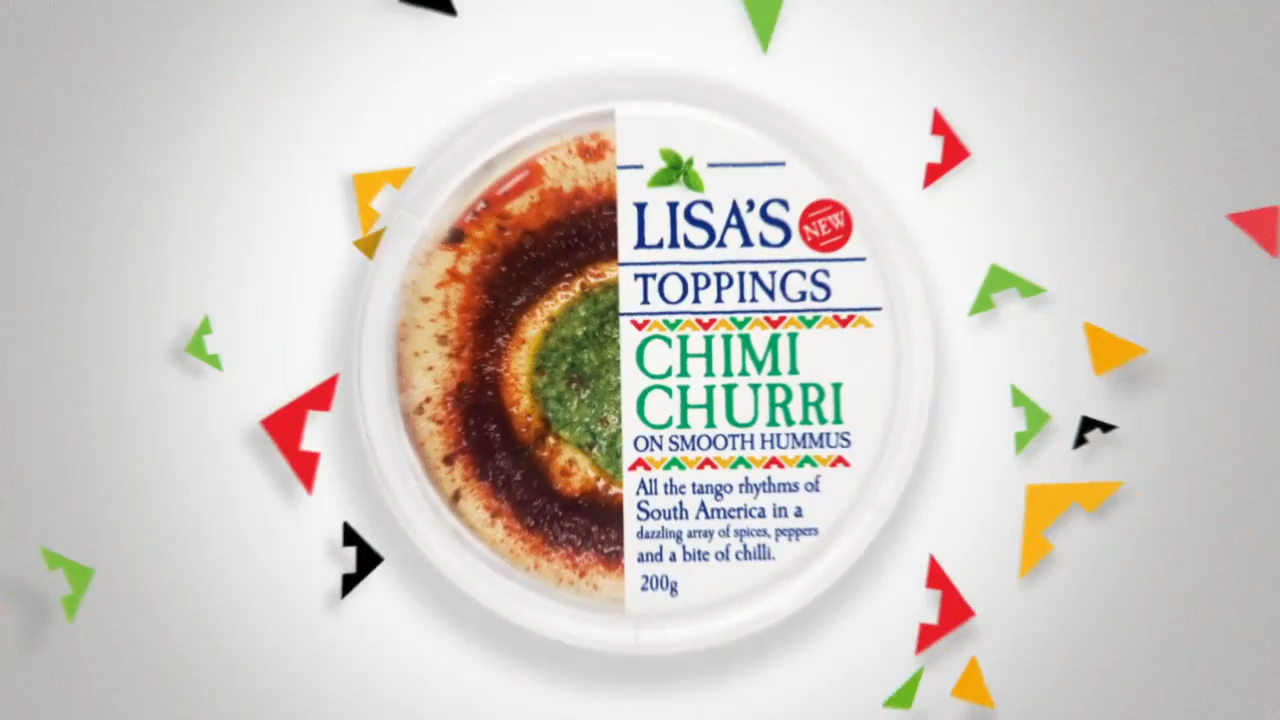 LISA'S
NEW
TOPPINGS
CHIMI
CHURRI
ON SMOOTH HUMMUS
All the tango rhythms of
South America in a
dazzling array of spices, peppers
and a bite of chilli.
200g